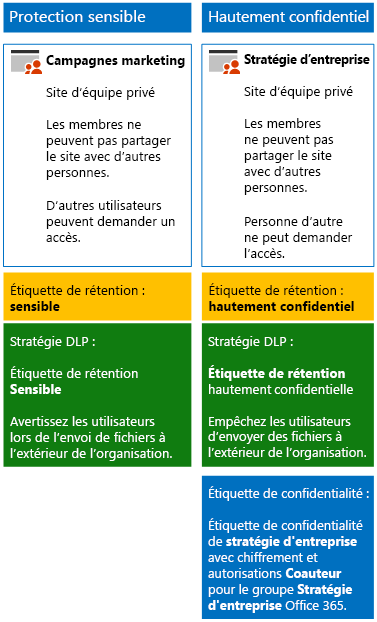 Protection sensible
Campagnes marketing
Site d'équipe privé
Les membres ne
peuvent pas partager
le site avec d'autres
personnes.
D'autres utilisateurs
peuvent demander un
accès.
Étiquette de rétention :
sensible
Stratégie DLP :
Étiquette de rétention
Sensible
Avertissez les utilisateurs
lors de l'envoi de fichiers à
l'extérieur de l'organisation.
Hautement confidentiel
Stratégie d'entreprise
Site d'équipe privé
Les membres
ne peuvent pas
partager le site
avec d'autres
personnes.
Personne d'autre
ne peut demander
l'accès.
Étiquette de rétention :
hautement confidentiel
Stratégie DLP :
Étiquette de rétention
hautement confidentielle
Empêchez les utilisateurs
d'envoyer des fichiers à
l'extérieur de l'organisation.
Étiquette de confidentialité :
Étiquette de confidentialité
de stratégie d'entreprise
avec chiffrement et
autorisations Coauteur
pour le groupe Stratégie
d'entreprise Office 365.